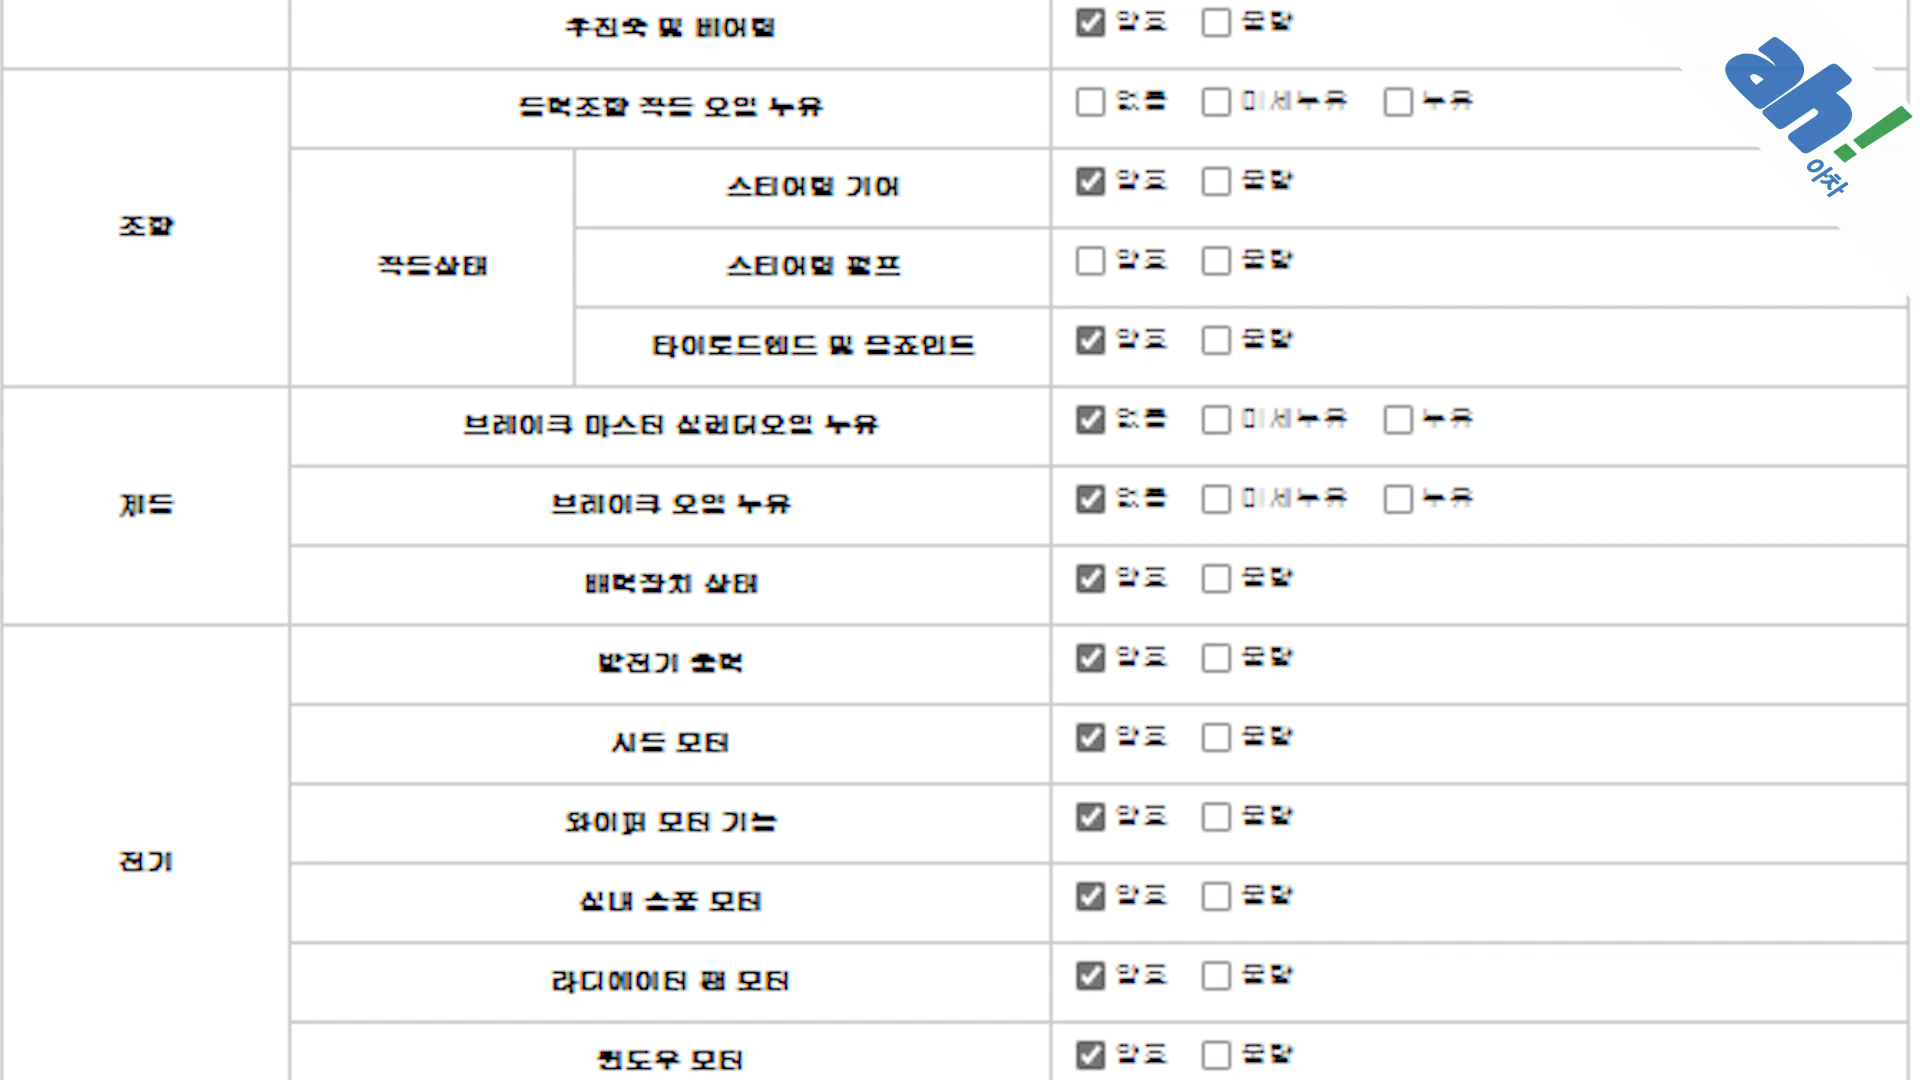 추진축 및 베어링 양호 불량
조향
동력조향 작동 오일 누유 없음 미세누유 누유
작동상태
스티어링 기어 양호 불량
스티어링 펌프 양호 불량
타이로드엔드 및 볼죠인트 양호 불량
제동
브레이크 마스터 실린더오일 누유 없음 미세누유 누유
브레이크 오일 누유 없음 미세누유 누유
배력장치 상태 양호 불량
전기
발전기 출력 양호 불량
시동 모터 양호 불량
와이퍼 모터 기능 양호 불량
실내 송풍 모터 양호 불량
라디에이터 팬 모터 양호 불량
윈도우 모터 양호 불량
ah!
아차